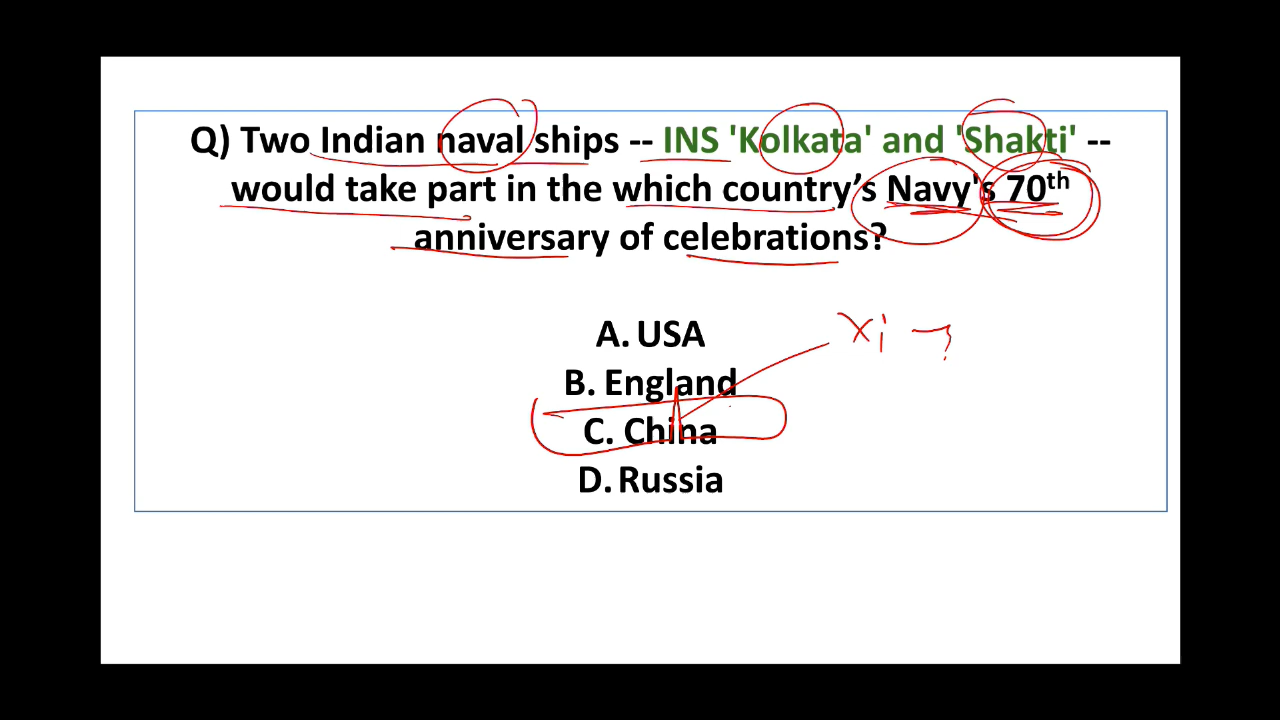 Q) Two Indian naval ships -- INS 'Kolkata' and 'Shakti' --
would take part in the which country’s Navy's 70th
anniversary of celebrations?
A. USA
Xi
B. England
C. China
D. Russia